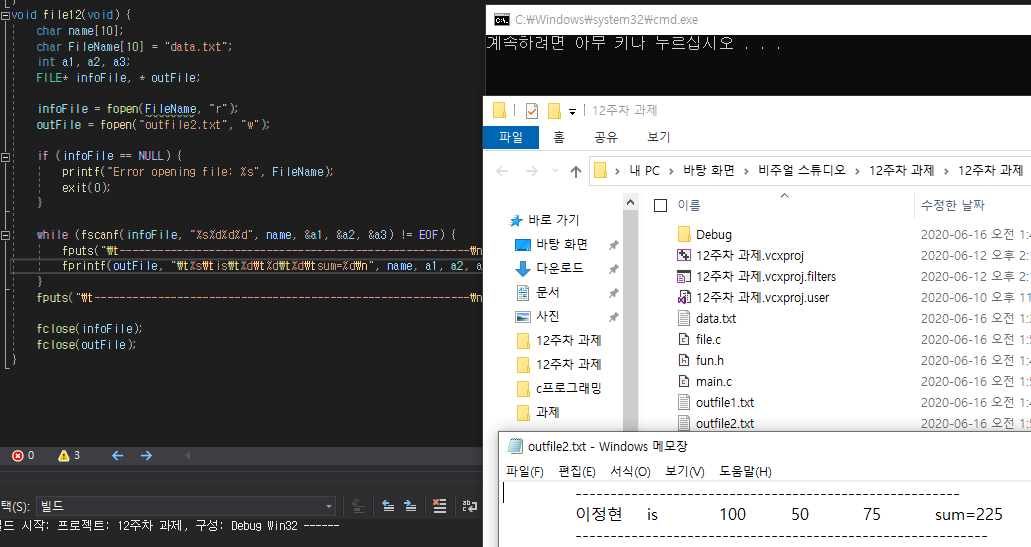 void file12(void) {
char name[10];
char FileName[10] = "data.txt";
int a1, a2, a3;
FILE* infoFile, * outFile;
infoFile = fopen(FileName, "r");
outFile = fopen("outfile2.txt", "w");
if (infoFile == NULL) {
printf("Error opening file: %s", FileName);
exit(0);
}
while (fscanf(infoFile, "%s%d%d%d", name, &a1, &a2, &a3) != EOF) {
fputs("₩t--------------------------------------------------₩n
fprintf(outFile, "₩t%s₩tis₩t%d₩t%d₩t%d₩tsum=%d₩n", name, a1, a2, a
}
fputs("₩t------------------------------------------------------₩n
fclose(infoFile);
fclose(outFile);
}
0 3
택(S): 빌드
빌드 시작: 프로젝트: 12주차 과제, 구성: Debug Win32 ------
C:₩Windows₩system32₩cmd.exe
계속하려면 아무 키나 누르십시오 . . .
12주차 과제
파일 홈 공유 보기
내 PC > 바탕 화면 > 비주얼 스튜디오 > 12주차 과제 > 12주차 과제
이름 수정한 날짜
바로 가기
바탕 화면
다운로드
문서
사진
12주차 과제
12주차 과제
c프로그래밍
과제
Debug 2020-06-16 오전 1:4
12주차 과제.vcxproj 2020-06-12 오후 2:1
12주차 과제.vcxproj.filters 2020-06-12 오후 2:
12주차 과제.vcxproj.user 2020-06-10 오후 11
data.txt 2020-06-16 오전 1:
file.c 2020-06-16 오전 1:
fun.h 2020-06-16 오전 1:4
main.c 2020-06-16 오전 1:
outfile1.txt 2020-06-16 오전 1:4
outfile2.txt 2020-06-16 오전 1:
outfile2.txt - Windows 메모장
파일(F) 편집(E) 서식(O) 보기(V) 도움말(H)
-------------------------------------------------------
이정현 is 100 50 75 sum=225
-----------------------------------------------------------